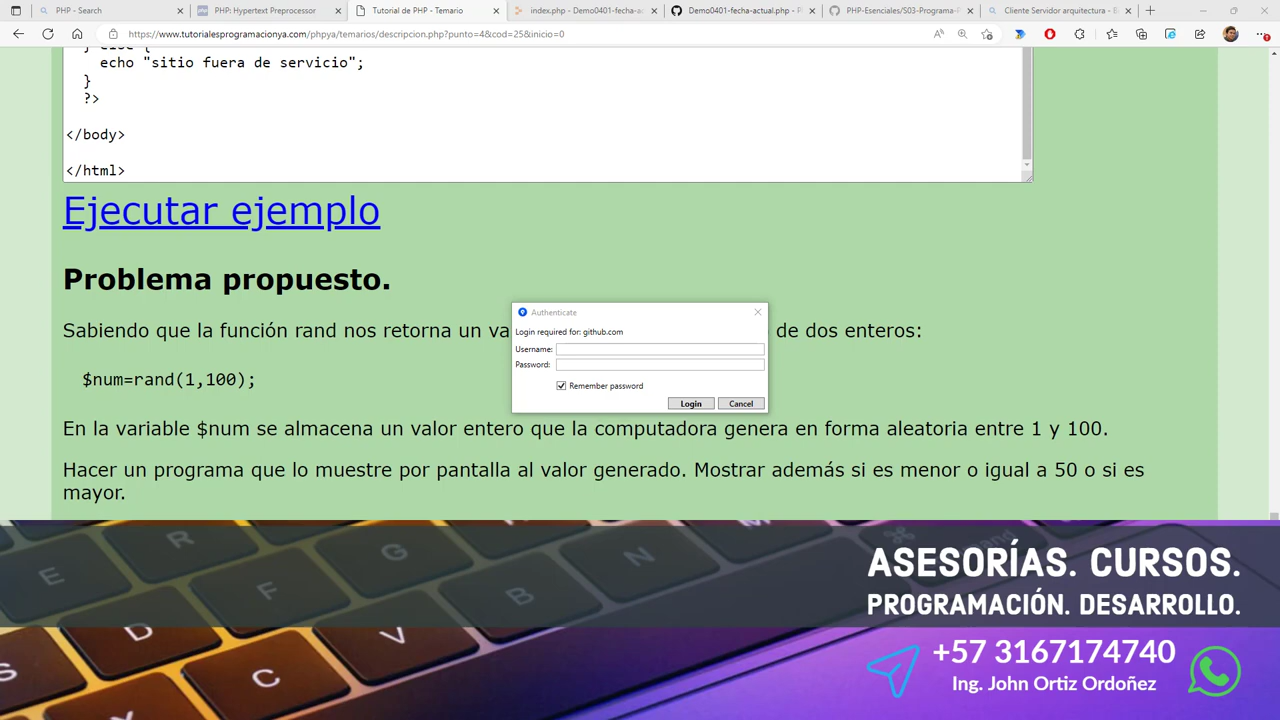 PHP - Search
PHP: Hypertext Preprocessor
Tutorial de PHP - Temario
index.php - Demo0401-fecha-ac
Demo0401-fecha-actual.php - P
PHP-Esenciales/S03-Programa-P
Cliente Servidor arquitectura - B
https://www.tutorialesprogramacionya.com/phpya/temarios/descripcion.php?punto=4&cod=25&inicio=0
} else {
echo "sitio fuera de servicio";
}
?>
</body>
</html>
Ejecutar ejemplo
Problema propuesto.
Authenticate
Login required for: github.com
Sabiendo que la función rand nos retorna un va
de dos enteros:
Username:
Password:
$num=rand(1,100);
Remember password
Login
Cancel
En la variable $num se almacena un valor entero que la computadora genera en forma aleatoria entre 1 y 100.
Hacer un programa que lo muestre por pantalla al valor generado. Mostrar además si es menor o igual a 50 o si es
mayor.
ASESORÍAS. CURSOS.
PROGRAMACIÓN. DESARROLLO.
+57 3167174740
Ing. John Ortiz Ordoñez
E
R
F
G
D
C
V
B
N
M
S
command